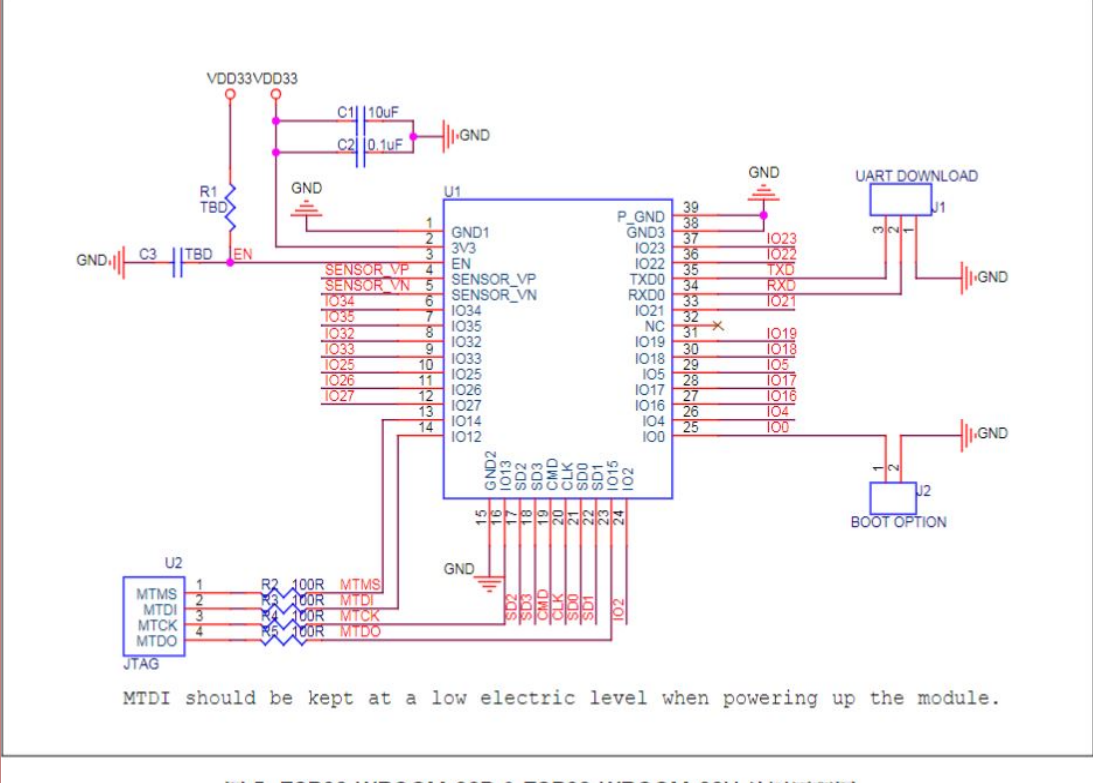 VDD33 VDD33
C1 10uF
C2 0.1uF
GND
R1
TBD
GND
GND C3 TBD EN
U1
1 GND1
2 3V3
3 EN
SENSOR_VP 4 SENSOR_VP
SENSOR_VN 5 SENSOR_VN
IO34 6 IO34
IO35 7 IO35
IO32 8 IO32
IO33 9 IO33
IO25 10 IO25
IO26 11 IO26
IO27 12 IO27
13 IO14
14 IO12
GND
P_GND 39
GND3 38
IO23 37 IO23
IO22 36 IO22
TXD0 35 TXD
RXD0 34 RXD
IO21 33 IO21
NC 32
IO19 31 IO19
IO18 30 IO18
IO5 29 IO5
IO17 28 IO17
IO16 27 IO16
IO4 26 IO4
IO0 25 IO0
UART DOWNLOAD
J1
3 2 1
GND
GND
1 2
J2
BOOT OPTION
GND2 IO13 SD2 SD3 CMD CLK SD0 SD1 IO15 IO2
15 16 17 18 19 20 21 22 23 24
GND
SD2 SD3 CMD CLK SD0 SD1 IO2
U2
MTMS 1 R2 100R MTMS
MTDI 2 R3 100R MTDI
MTCK 3 R4 100R MTCK
MTDO 4 R5 100R MTDO
JTAG
MTDI should be kept at a low electric level when powering up the module.